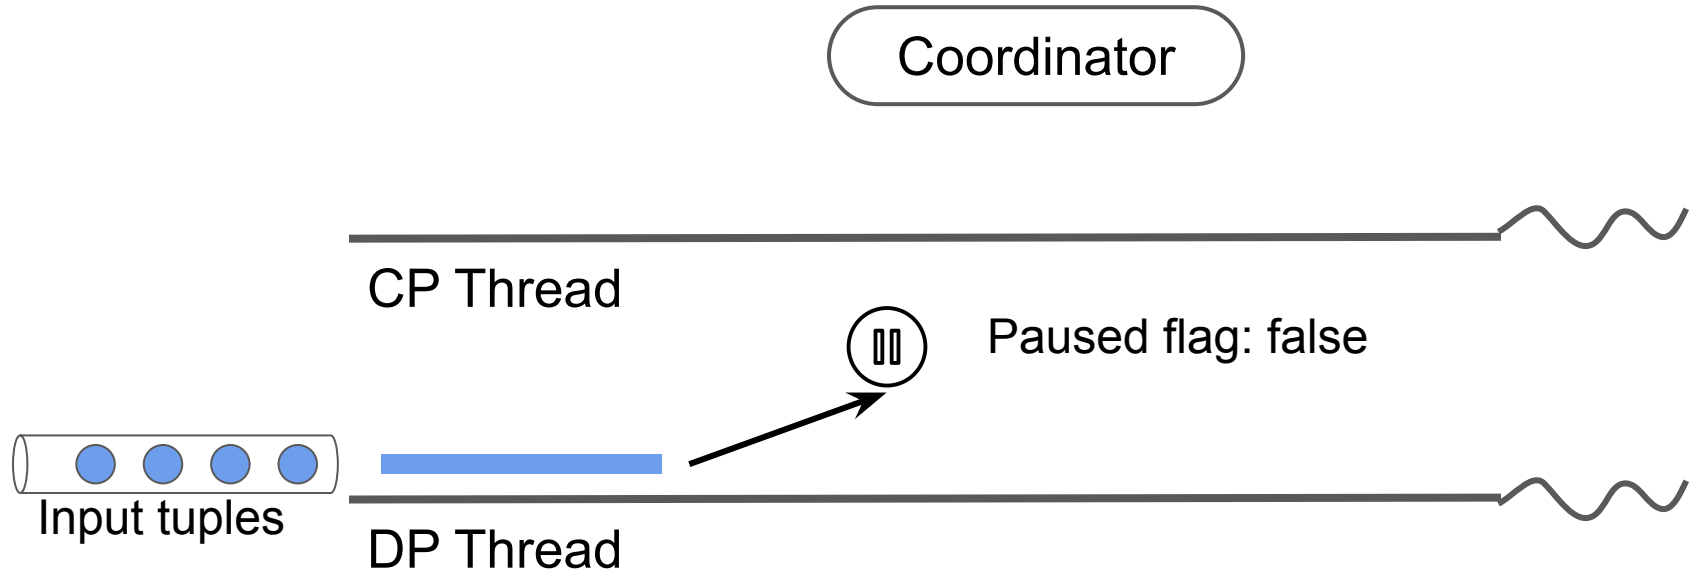 Coordinator
CP Thread
Paused flag: false
Input tuples
DP Thread